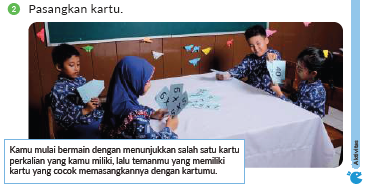 2 Pasangkan kartu.
Kamu mulai bermain dengan menunjukkan salah satu kartu
perkalian yang kamu miliki, lalu temanmu yang memiliki
kartu yang cocok memasangkannya dengan kartumu.
Aktivitas